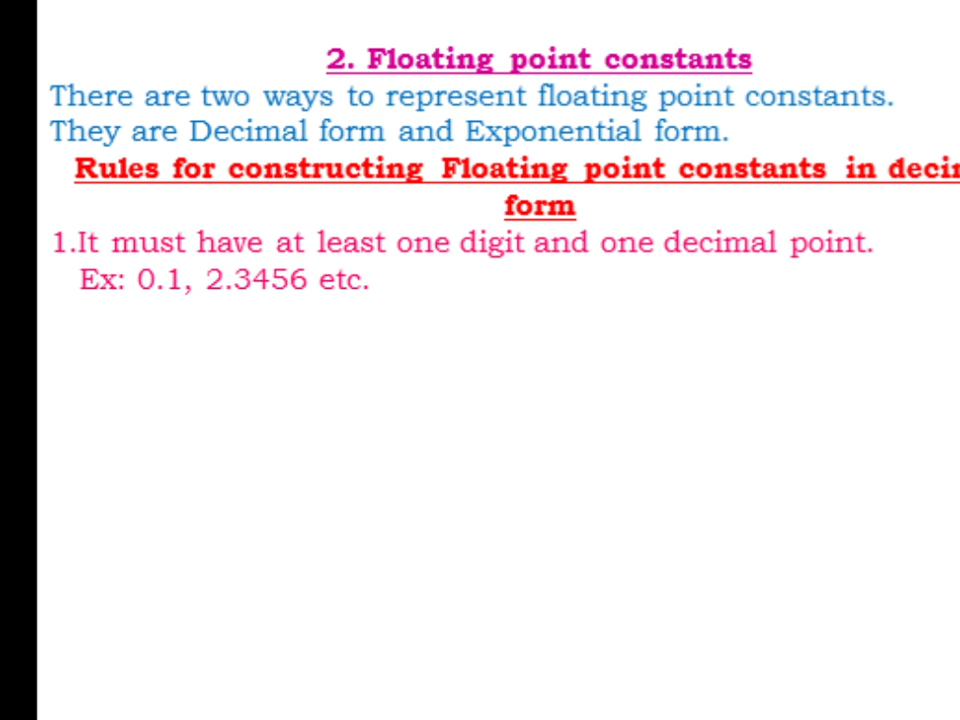 2. Floating point constants
There are two ways to represent floating point constants.
They are Decimal form and Exponential form.
Rules for constructing Floating point constants in decim
form
1.It must have at least one digit and one decimal point.
Ex: 0.1, 2.3456 etc.